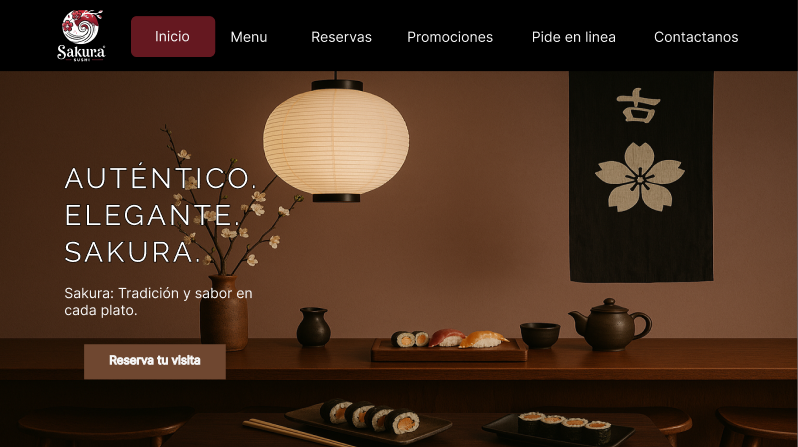 Sakura
SUSHI
Inicio
Menu
Reservas
Promociones
Pide en linea
Contactanos
古
AUTÉNTICO.
ELEGANTE.
SAKURA.
Sakura: Tradición y sabor en
cada plato.
Reserva tu visita